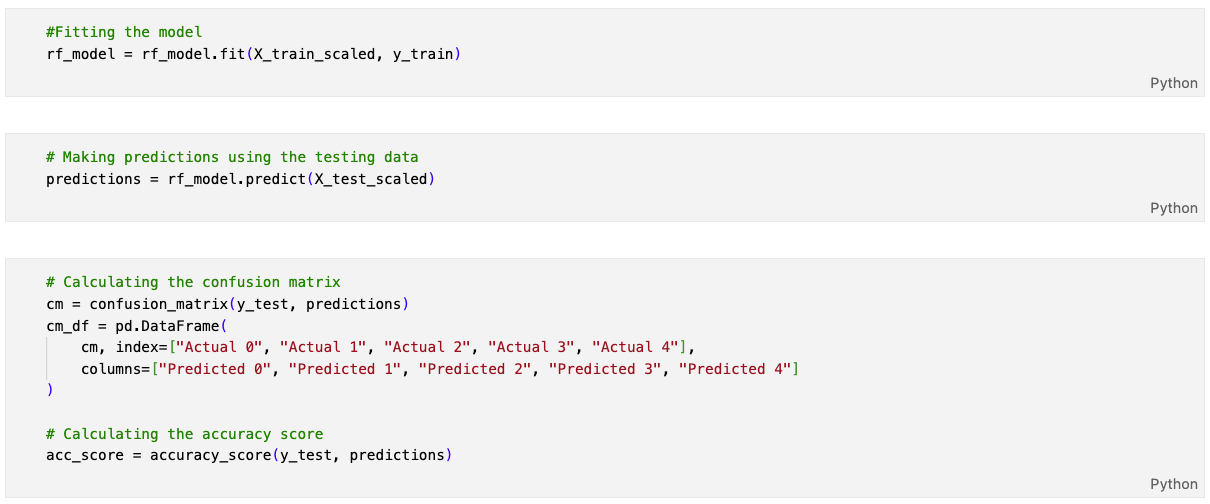 #Fitting the model
rf_model = rf_model.fit(X_train_scaled, y_train)
Python
# Making predictions using the testing data
predictions = rf_model.predict(X_test_scaled)
Python
# Calculating the confusion matrix
cm = confusion_matrix(y_test, predictions)
cm_df = pd.DataFrame(
    cm, index=["Actual 0", "Actual 1", "Actual 2", "Actual 3", "Actual 4"],
    columns=["Predicted 0", "Predicted 1", "Predicted 2", "Predicted 3", "Predicted 4"]
)
# Calculating the accuracy score
acc_score = accuracy_score(y_test, predictions)
Python